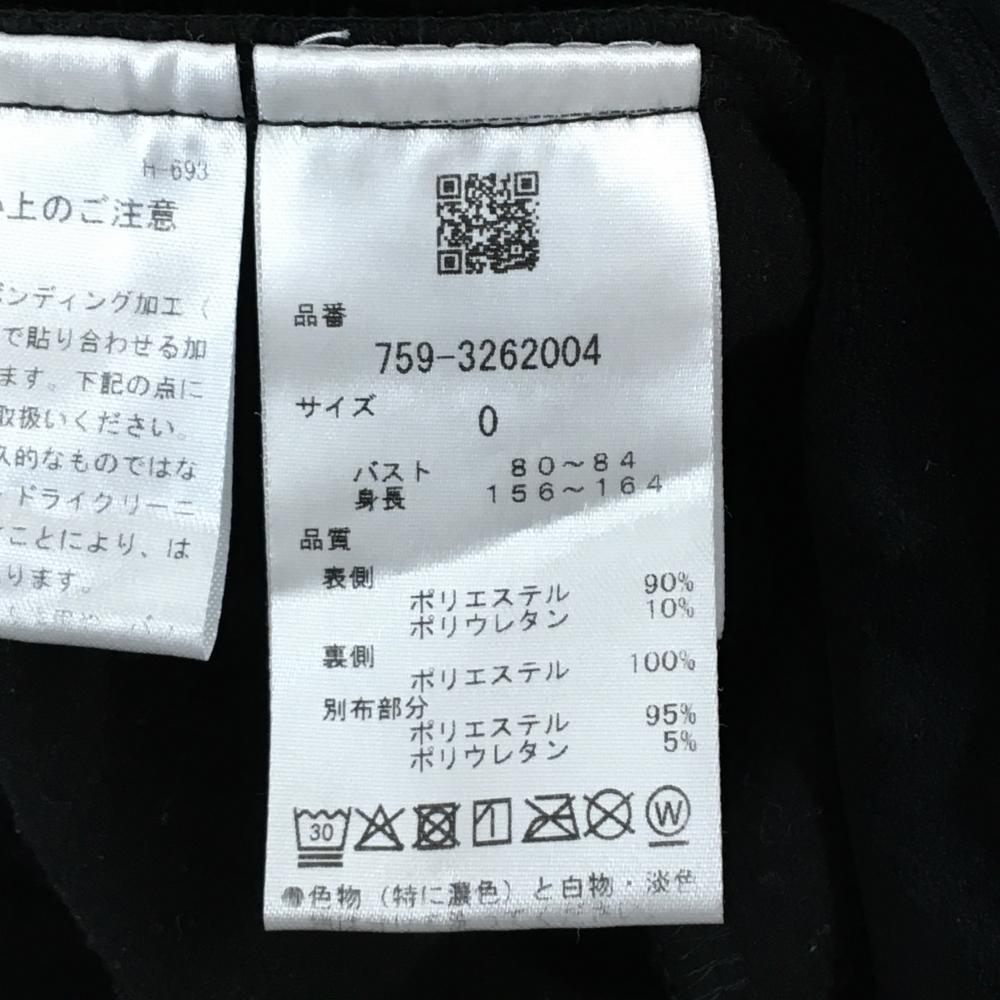 H-693
上のご注意
ンディング加工（
で貼り合わせる加
ます。下記の点に
取扱いください。
久的なものではな
ドライクリーニ
ことにより、は
ります。
品番
759-3262004
サイズ
0
バスト 80～84
身長 156～164
品質
表側
ポリエステル 90%
ポリウレタン 10%
裏側
ポリエステル 100%
別布部分
ポリエステル 95%
ポリウレタン 5%
30
W
色物（特に濃色）と白物・淡色